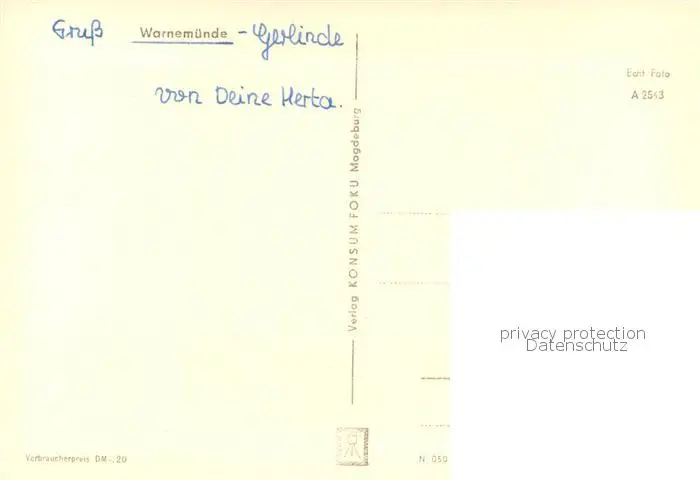 Gruß Warnemünde - Gerlinde
von Deine Herta.
Echt Foto
A 2543
Verlag KONSUM FOKU Magdeburg
privacy protection
Datenschutz
Verbraucherpreis DM -,20
N 050